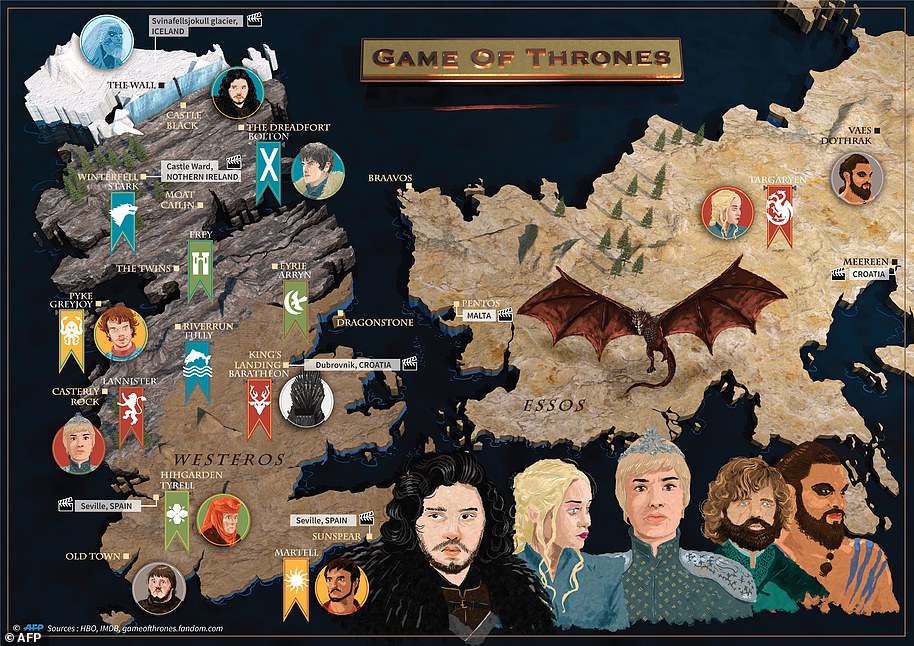 Svinafellsjokull glacier,
ICELAND
GAME OF THRONES
THE WALL
CASTLE
BLACK
THE DREADFORT
BOLTON
VAES
DOTHRAK
Castle Ward,
NOTHERN IRELAND
WINTERFELL
STARK
BRAAVOS
TARGARYEN
MOAT
CAILIN
FREY
THE TWINS
EYRIE
ARRYN
MEEREEN
CROATIA
PYKE
GREYJOY
PENTOS
MALTA
DRAGONSTONE
RIVERRUN
TULLY
KING'S
LANDING
BARATHEON
Dubrovnik, CROATIA
LANNISTER
CASTERLY
ROCK
ESSOS
WESTEROS
HIHGARDEN
TYRELL
Seville, SPAIN
Seville, SPAIN
SUNSPEAR
OLD TOWN
MARTELL
© AFP Sources : HBO, IMDB, gameofthrones.fandom.com
© AFP